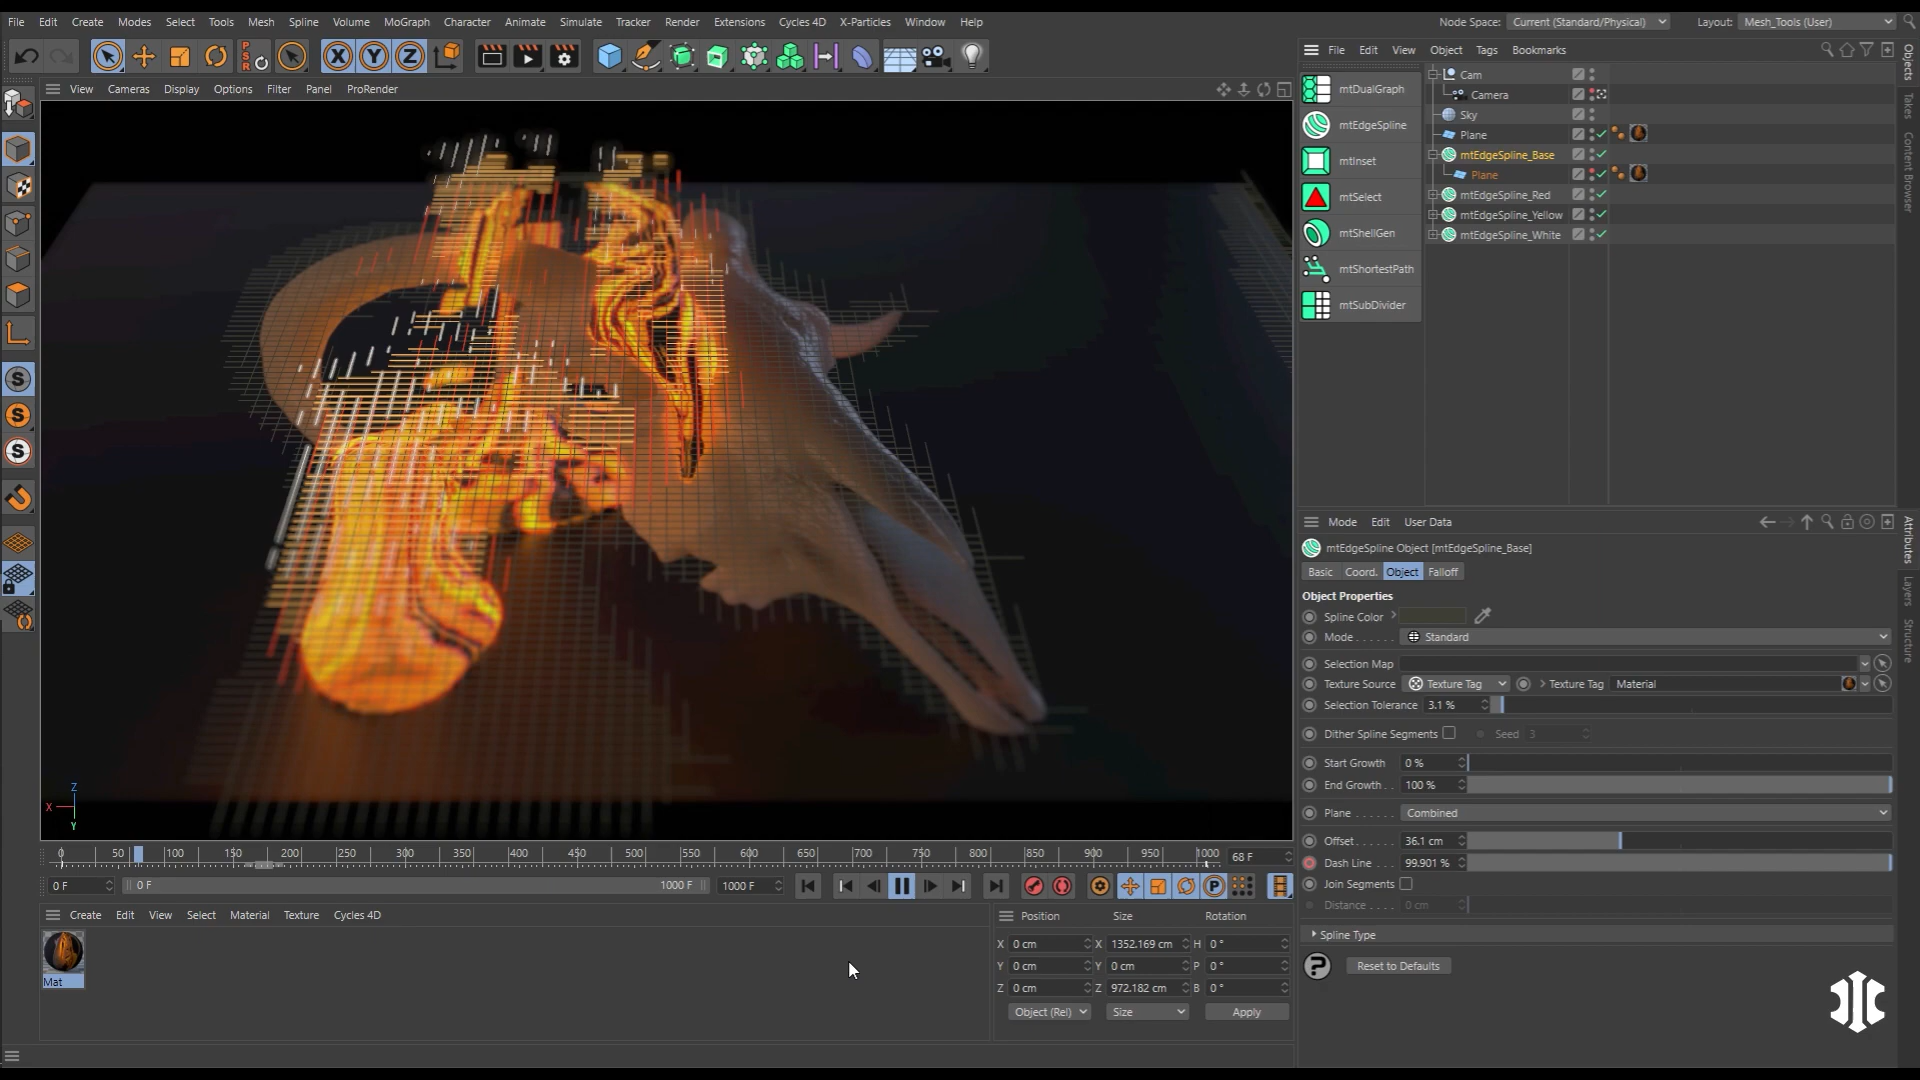 File Edit Create Modes Select Tools Mesh Spline Volume MoGraph Character Animate Simulate Tracker Render Extensions Cycles 4D X-Particles Window Help
Node Space: Current (Standard/Physical) Layout: Mesh_Tools (User)
PSR X Y Z
View Cameras Display Options Filter Panel ProRender
File Edit View Object Tags Bookmarks
mtDualGraph
mtEdgeSpline
mtInset
mtSelect
mtShellGen
mtShortestPath
mtSubDivider
Cam
Camera
Sky
Plane
mtEdgeSpline_Base
Plane
mtEdgeSpline_Red
mtEdgeSpline_Yellow
mtEdgeSpline_White
Objects
Takes
Content Browser
S
S
S
Mode Edit User Data
mtEdgeSpline Object [mtEdgeSpline_Base]
Basic Coord. Object Falloff
Object Properties
Spline Color
Mode . . . . . . Standard
Selection Map
Texture Source Texture Tag Texture Tag Material
Selection Tolerance 3.1 %
Dither Spline Segments Seed 3
Start Growth 0 %
End Growth . . 100 %
Plane . . . . . . Combined
Offset . . . . . . 36.1 cm
Dash Line . . . 99.901 %
Join Segments
Distance . . . . 0 cm
Spline Type
? Reset to Defaults
Attributes
Layers
Structure
Z
X
Y
0 50 100 150 200 250 300 350 400 450 500 550 600 650 700 750 800 850 900 950 1000 68 F
0 F 0 F 1000 F 1000 F P
Create Edit View Select Material Texture Cycles 4D
Mat
Position Size Rotation
X 0 cm X 1352.169 cm H 0 °
Y 0 cm Y 0 cm P 0 °
Z 0 cm Z 972.182 cm B 0 °
Object (Rel) Size Apply